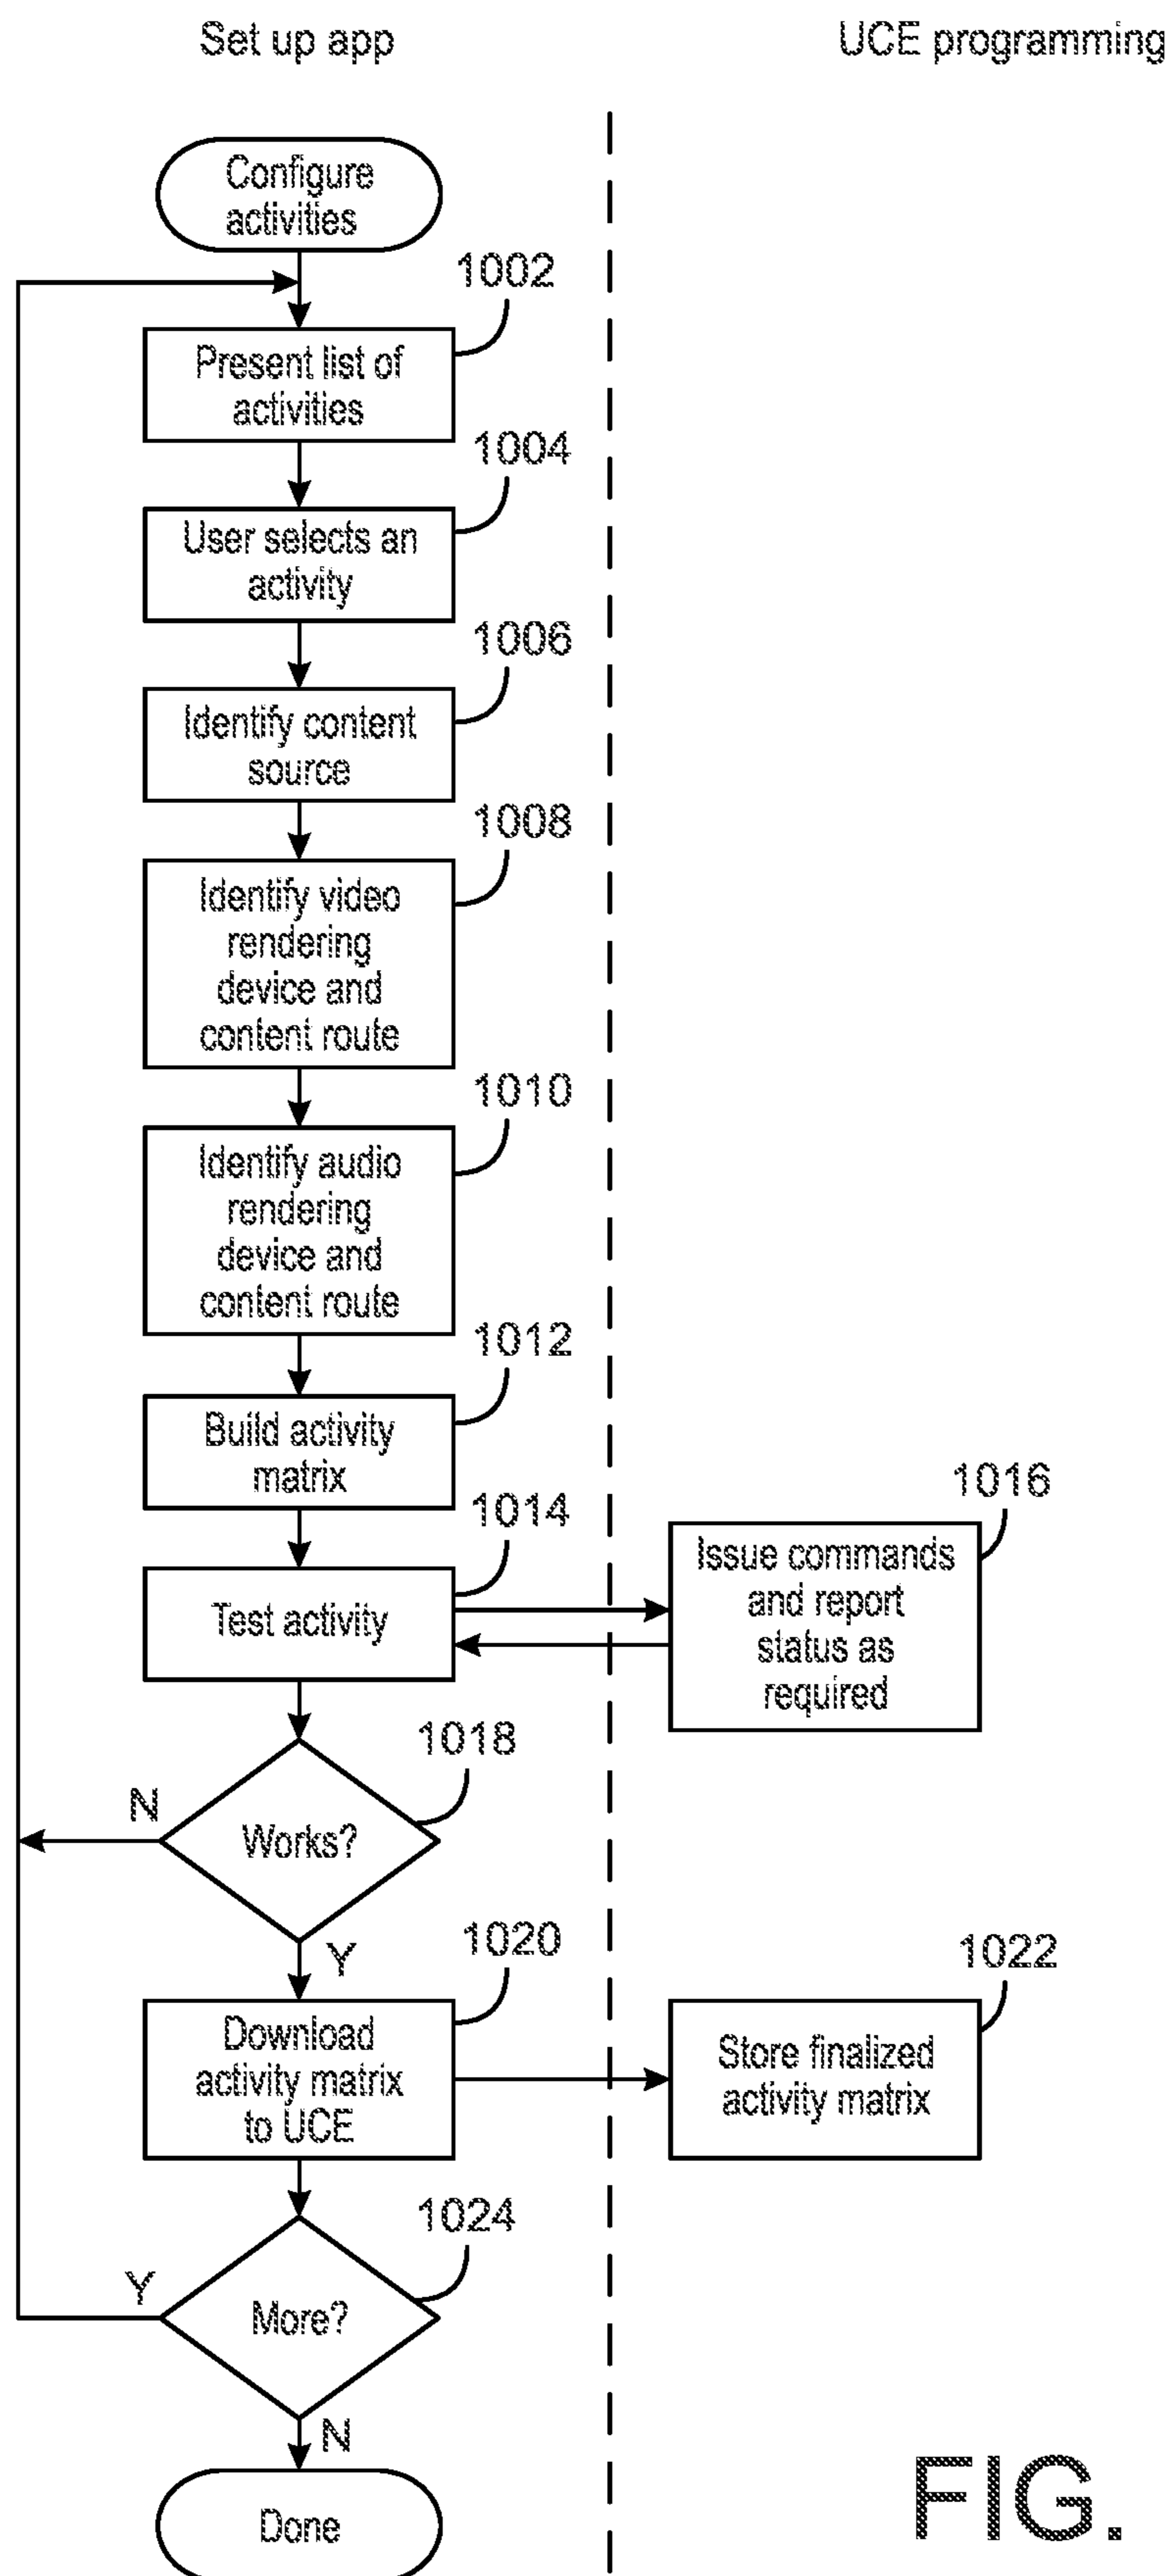 Set up app
UCE programming
Configure
activities
1002
Present list of
activities
1004
User selects an
activity
1006
Identify content
source
1008
Identify video
rendering
device and
content route
1010
Identify audio
rendering
device and
content route
1012
Build activity
matrix
1014
Test activity
1016
Issue commands
and report
status as
required
1018
Works?
N
Y
1020
Download
activity matrix
to UCE
1022
Store finalized
activity matrix
1024
More?
Y
N
Done
FIG.